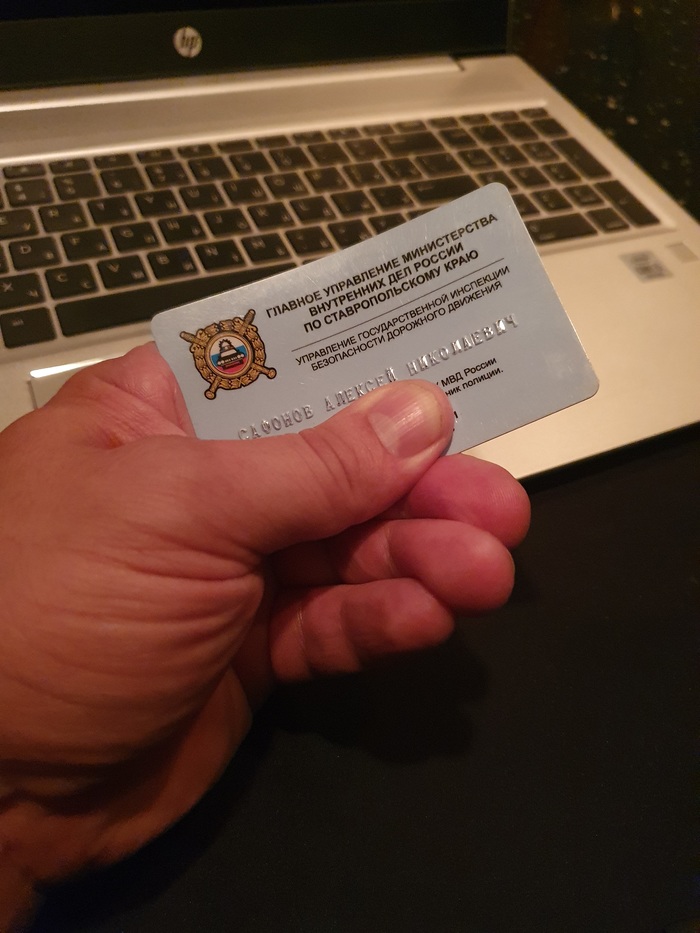 hp
ГЛАВНОЕ УПРАВЛЕНИЕ МИНИСТЕРСТВА
ВНУТРЕННИХ ДЕЛ РОССИИ
ПО СТАВРОПОЛЬСКОМУ КРАЮ
УПРАВЛЕНИЕ ГОСУДАРСТВЕННОЙ ИНСПЕКЦИИ
БЕЗОПАСНОСТИ ДОРОЖНОГО ДВИЖЕНИЯ
САФОНОВ АЛЕКСЕЙ НИКОЛАЕВИЧ
МВД России
полиции.